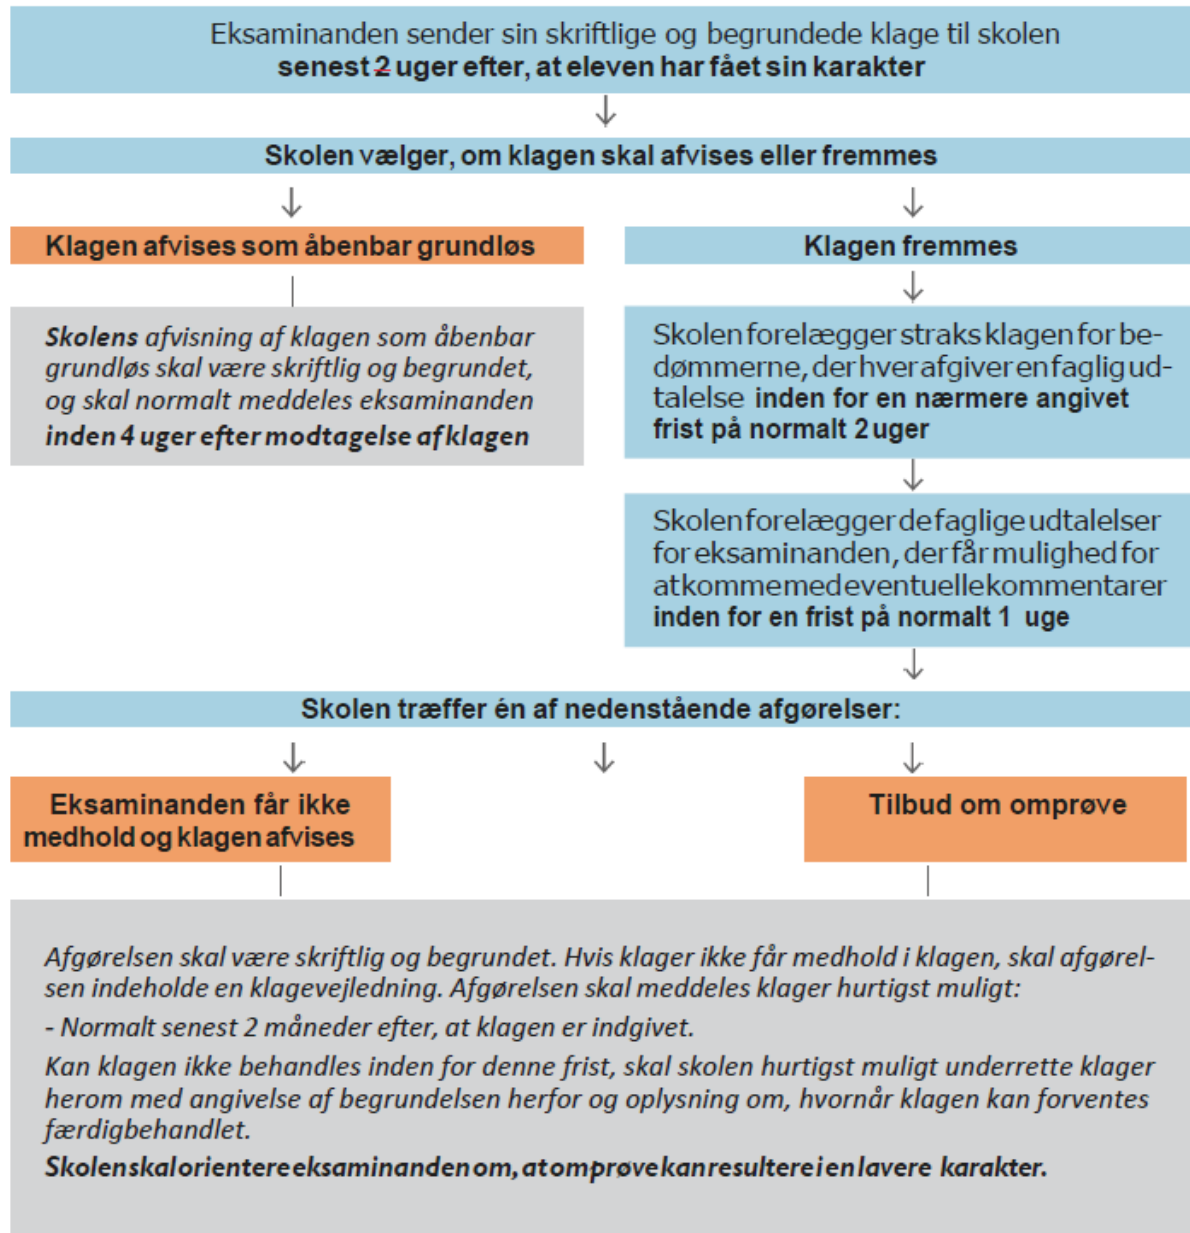 Eksaminanden sender sin skriftlige og begrundede klage til skolen
senest 2 uger efter, at eleven har fået sin karakter
Skolen vælger, om klagen skal afvises eller fremmes
Klagen afvises som åbenbar grundløs
Skolens afvisning af klagen som åbenbar
grundløs skal være skriftlig og begrundet,
og skal normalt meddeles eksaminanden
inden 4 uger efter modtagelse af klagen
Klagen fremmes
Skolen forelægger straks klagen for be-
dømmerne, der hver afgiver en faglig ud-
talelse inden for en nærmere angivet
frist på normalt 2 uger
Skolen forelægger de faglige udtalelser
for eksaminanden, der får mulighed for
at komme med eventuelle kommentarer
inden for en frist på normalt 1 uge
Skolen træffer én af nedenstående afgørelser:
Eksaminanden får ikke
medhold og klagen afvises
Tilbud om omprøve
Afgørelsen skal være skriftlig og begrundet. Hvis klager ikke får medhold i klagen, skal afgørel-
sen indeholde en klagevejledning. Afgørelsen skal meddeles klager hurtigst muligt:
- Normalt senest 2 måneder efter, at klagen er indgivet.
Kan klagen ikke behandles inden for denne frist, skal skolen hurtigst muligt underrette klager
herom med angivelse af begrundelsen herfor og oplysning om, hvornår klagen kan forventes
færdigbehandlet.
Skolen skal orientere eksaminanden om, at omprøve kan resultere i en lavere karakter.